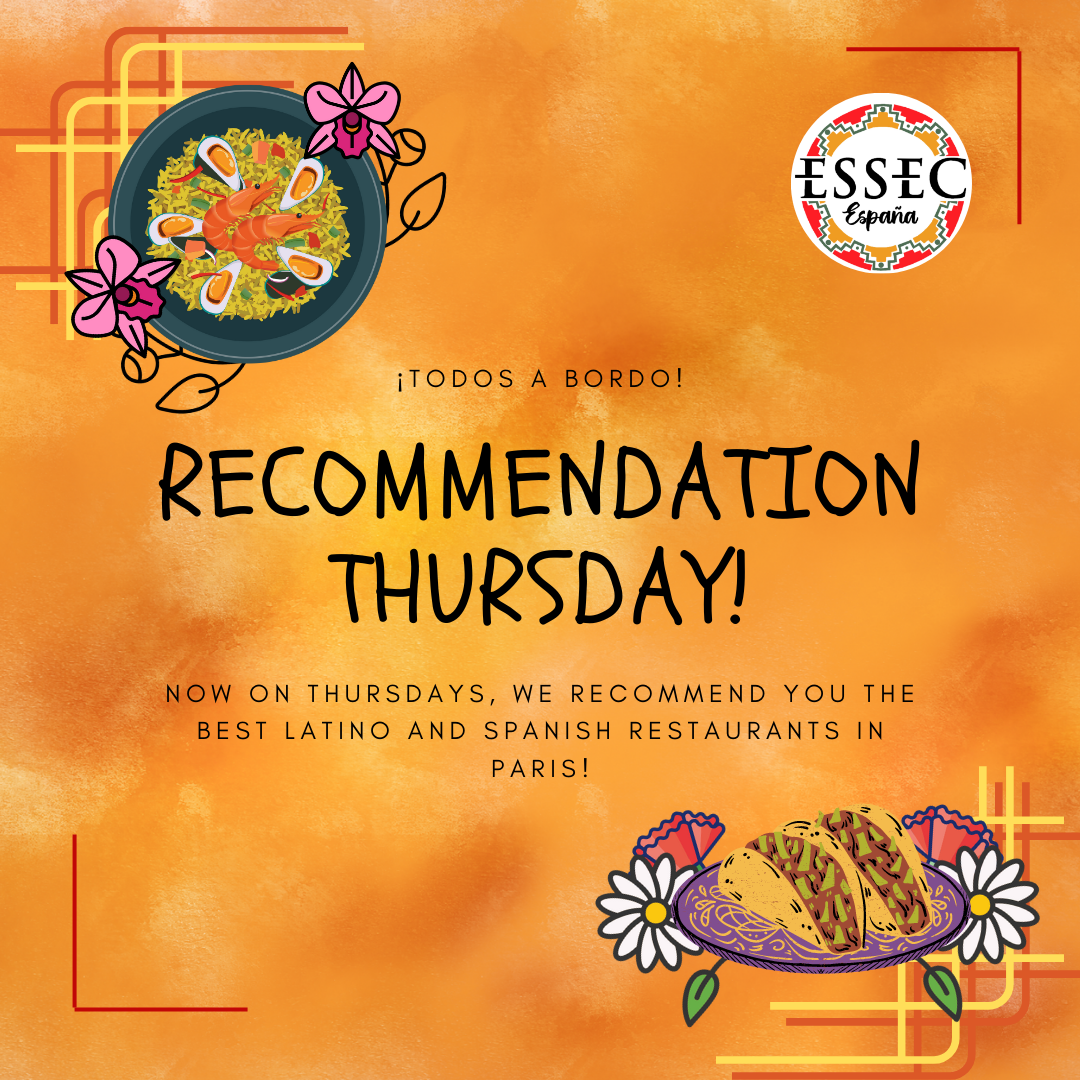 ESSEC
España
¡TODOS A BORDO!
RECOMMENDATION
THURSDAY!
NOW ON THURSDAYS, WE RECOMMEND YOU THE
BEST LATINO AND SPANISH RESTAURANTS IN
PARIS!